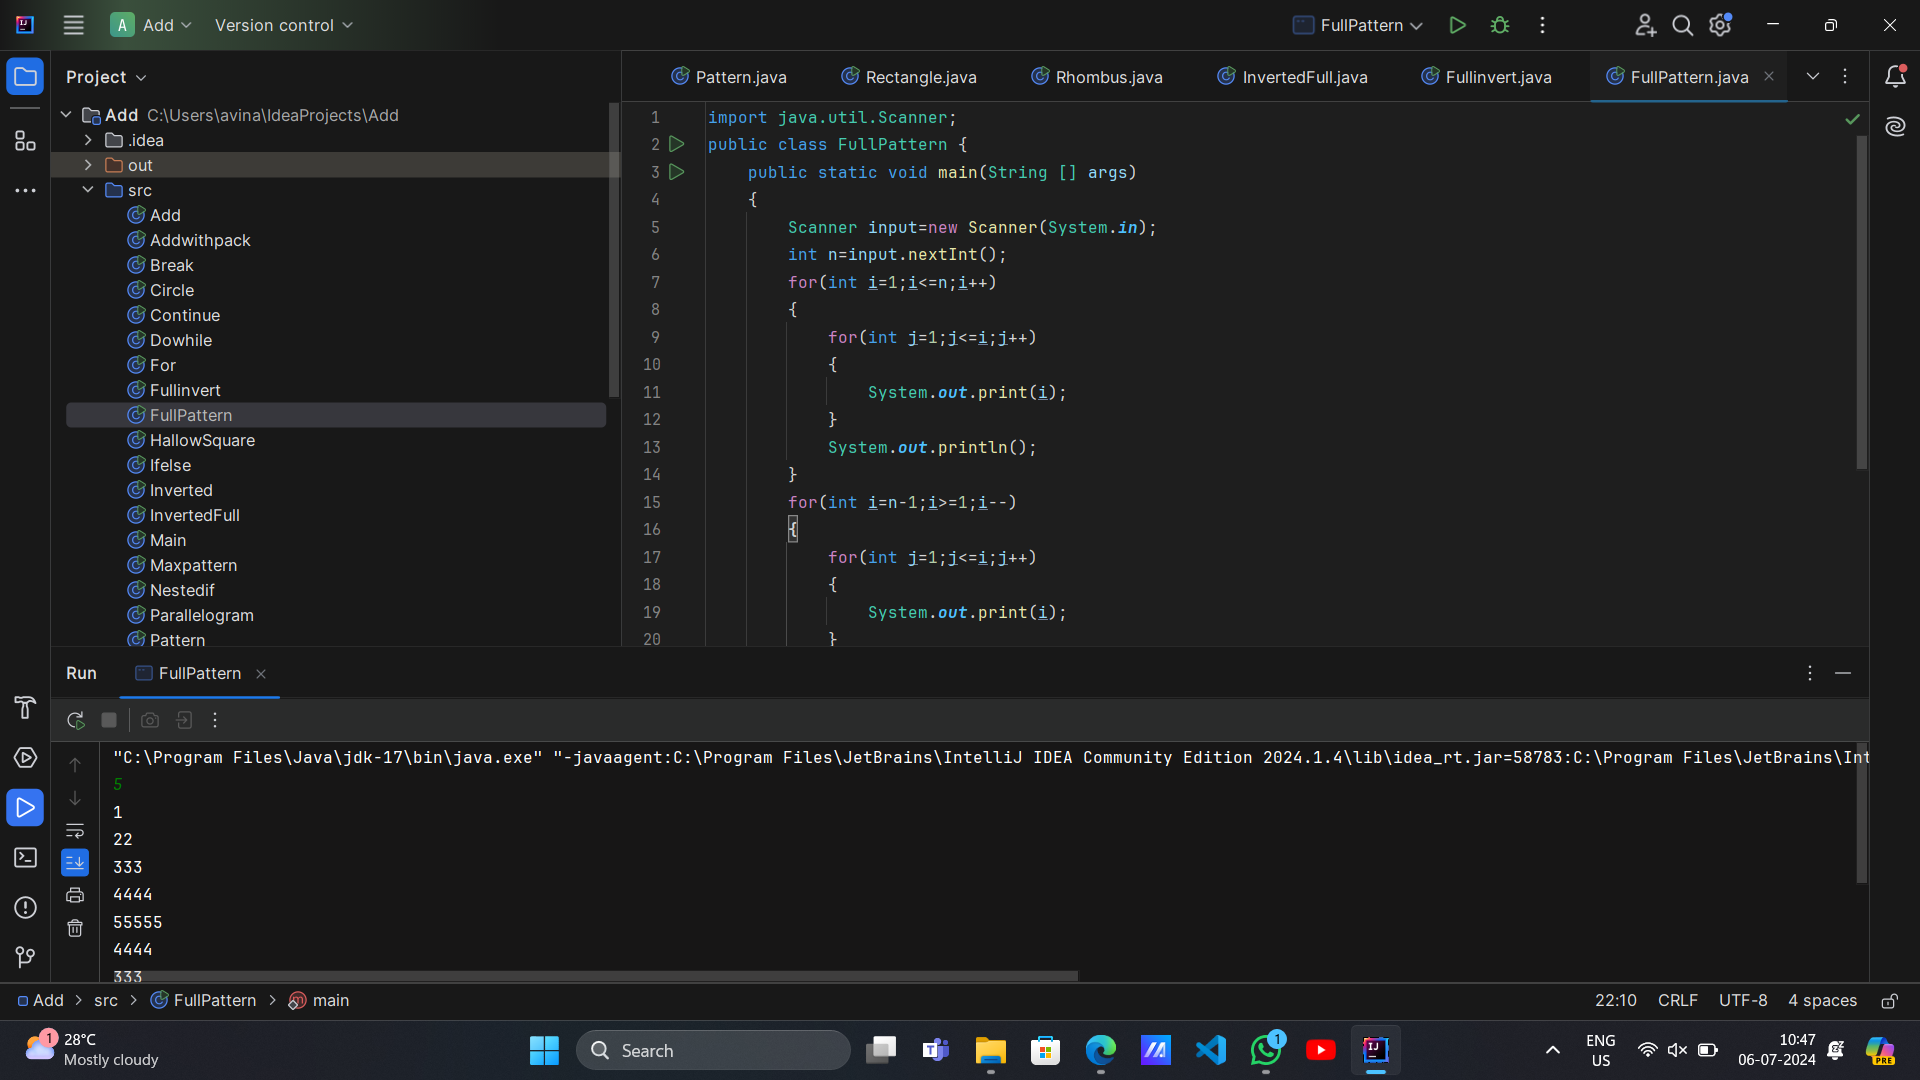 A Add Version control FullPattern
Project
Pattern.java Rectangle.java Rhombus.java InvertedFull.java Fullinvert.java FullPattern.java
Add C:\Users\avina\IdeaProjects\Add
.idea
out
src
Add
Addwithpack
Break
Circle
Continue
Dowhile
For
Fullinvert
FullPattern
HallowSquare
Ifelse
Inverted
InvertedFull
Main
Maxpattern
Nestedif
Parallelogram
Pattern
1 import java.util.Scanner;
2 public class FullPattern {
3 public static void main(String [] args)
4 {
5 Scanner input=new Scanner(System.in);
6 int n=input.nextInt();
7 for(int i=1;i<=n;i++)
8 {
9 for(int j=1;j<=i;j++)
10 {
11 System.out.print(i);
12 }
13 System.out.println();
14 }
15 for(int i=n-1;i>=1;i--)
16 {
17 for(int j=1;j<=i;j++)
18 {
19 System.out.print(i);
20 }
Run FullPattern
"C:\Program Files\Java\jdk-17\bin\java.exe" "-javaagent:C:\Program Files\JetBrains\IntelliJ IDEA Community Edition 2024.1.4\lib\idea_rt.jar=58783:C:\Program Files\JetBrains\Int
5
1
22
333
4444
55555
4444
333
Add src FullPattern main 22:10 CRLF UTF-8 4 spaces
1 28°C
Mostly cloudy
Search
1
ENG
US
10:47
06-07-2024
PRE